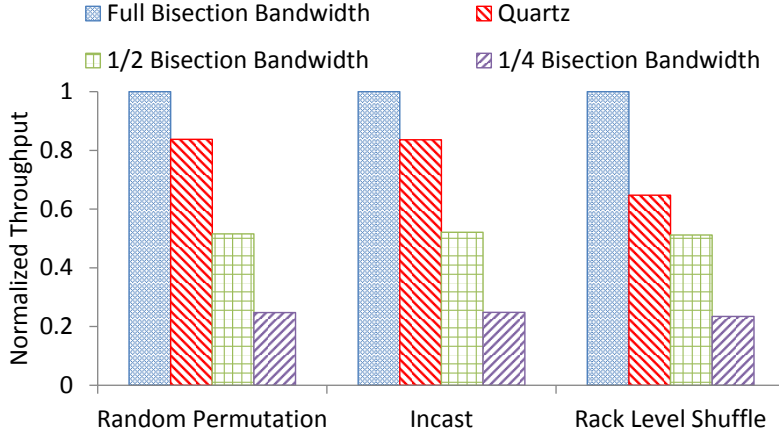 Full Bisection Bandwidth
Quartz
1/2 Bisection Bandwidth
1/4 Bisection Bandwidth
Normalized Throughput
1
0.8
0.6
0.4
0.2
0
Random Permutation
Incast
Rack Level Shuffle